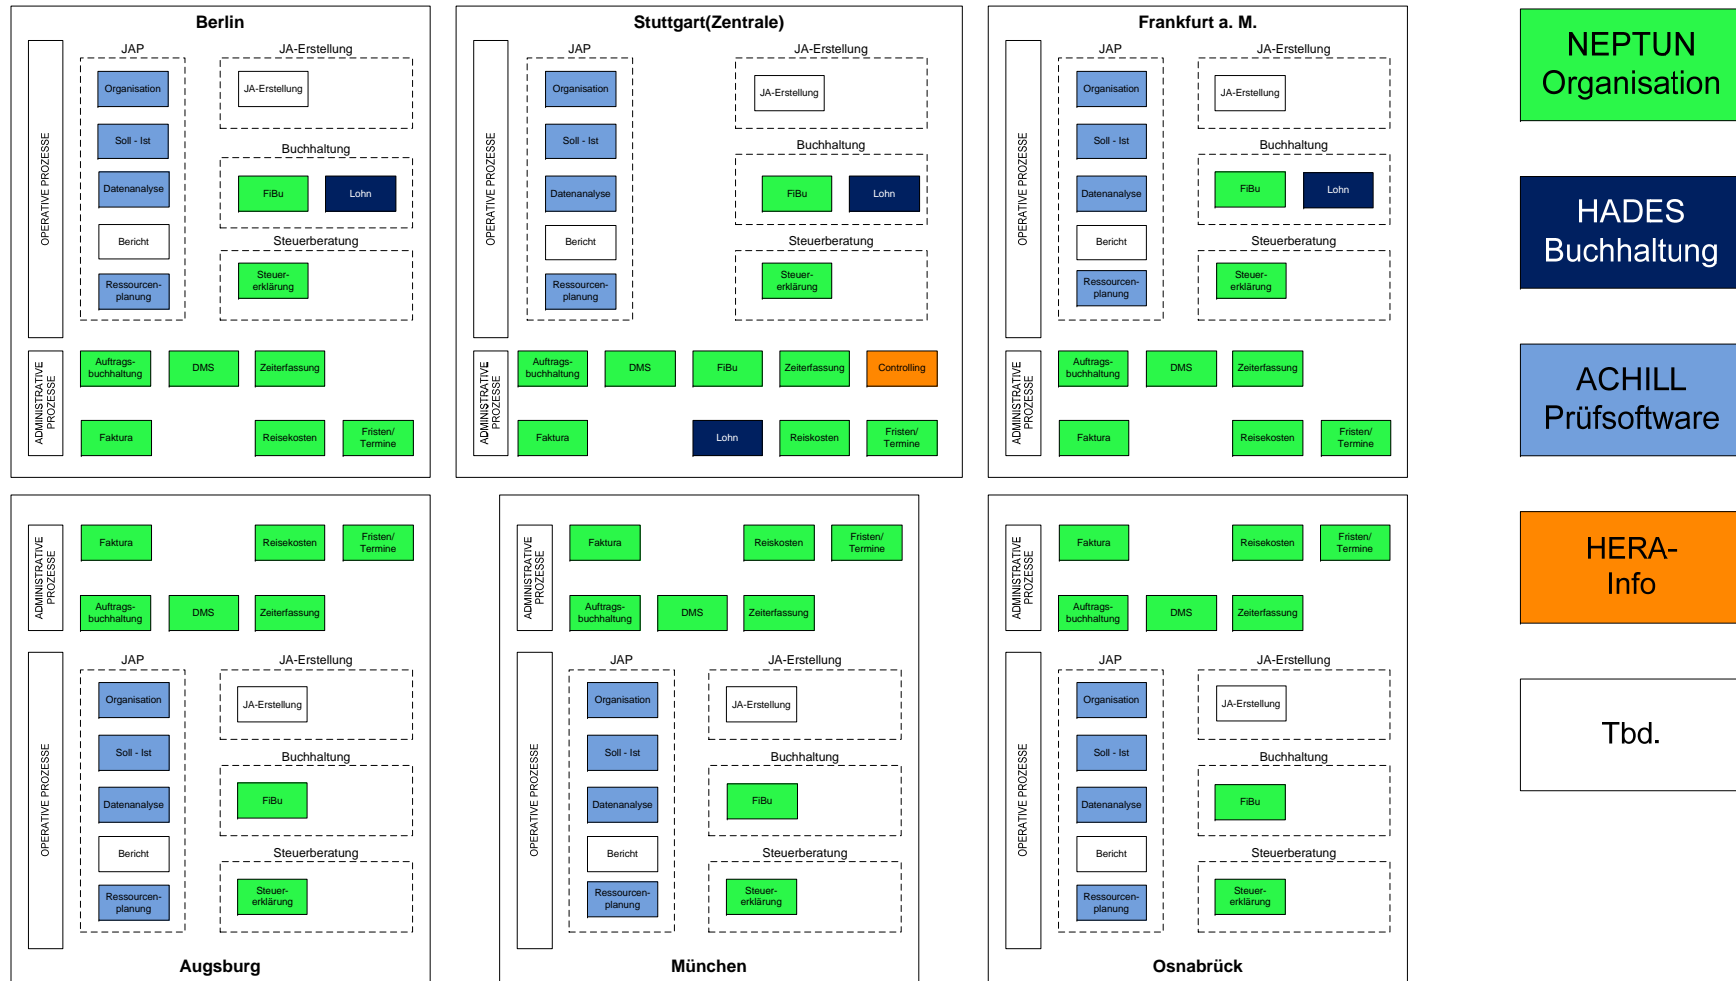 Berlin
OPERATIVE PROZESSE
JAP
Organisation
Soll - Ist
Datenanalyse
Bericht
Ressourcen-
planung
JA-Erstellung
JA-Erstellung
Buchhaltung
FiBu
Lohn
Steuerberatung
Steuer-
erklärung
ADMINISTRATIVE
PROZESSE
Auftrags-
buchhaltung
DMS
Zeiterfassung
Faktura
Reisekosten
Fristen/
Termine
Stuttgart(Zentrale)
OPERATIVE PROZESSE
JAP
Organisation
Soll - Ist
Datenanalyse
Bericht
Ressourcen-
planung
JA-Erstellung
JA-Erstellung
Buchhaltung
FiBu
Lohn
Steuerberatung
Steuer-
erklärung
ADMINISTRATIVE
PROZESSE
Auftrags-
buchhaltung
DMS
FiBu
Zeiterfassung
Controlling
Faktura
Lohn
Reiskosten
Fristen/
Termine
Frankfurt a. M.
OPERATIVE PROZESSE
JAP
Organisation
Soll - Ist
Datenanalyse
Bericht
Ressourcen-
planung
JA-Erstellung
JA-Erstellung
Buchhaltung
FiBu
Lohn
Steuerberatung
Steuer-
erklärung
ADMINISTRATIVE
PROZESSE
Auftrags-
buchhaltung
DMS
Zeiterfassung
Faktura
Reisekosten
Fristen/
Termine
ADMINISTRATIVE
PROZESSE
Faktura
Reisekosten
Fristen/
Termine
Auftrags-
buchhaltung
DMS
Zeiterfassung
OPERATIVE PROZESSE
JAP
Organisation
Soll - Ist
Datenanalyse
Bericht
Ressourcen-
planung
JA-Erstellung
JA-Erstellung
Buchhaltung
FiBu
Steuerberatung
Steuer-
erklärung
Augsburg
ADMINISTRATIVE
PROZESSE
Faktura
Reiskosten
Fristen/
Termine
Auftrags-
buchhaltung
DMS
Zeiterfassung
OPERATIVE PROZESSE
JAP
Organisation
Soll - Ist
Datenanalyse
Bericht
Ressourcen-
planung
JA-Erstellung
JA-Erstellung
Buchhaltung
FiBu
Steuerberatung
Steuer-
erklärung
München
ADMINISTRATIVE
PROZESSE
Faktura
Reisekosten
Fristen/
Termine
Auftrags-
buchhaltung
DMS
Zeiterfassung
OPERATIVE PROZESSE
JAP
Organisation
Soll - Ist
Datenanalyse
Bericht
Ressourcen-
planung
JA-Erstellung
JA-Erstellung
Buchhaltung
FiBu
Steuerberatung
Steuer-
erklärung
Osnabrück
NEPTUN
Organisation
HADES
Buchhaltung
ACHILL
Prüfsoftware
HERA-
Info
Tbd.